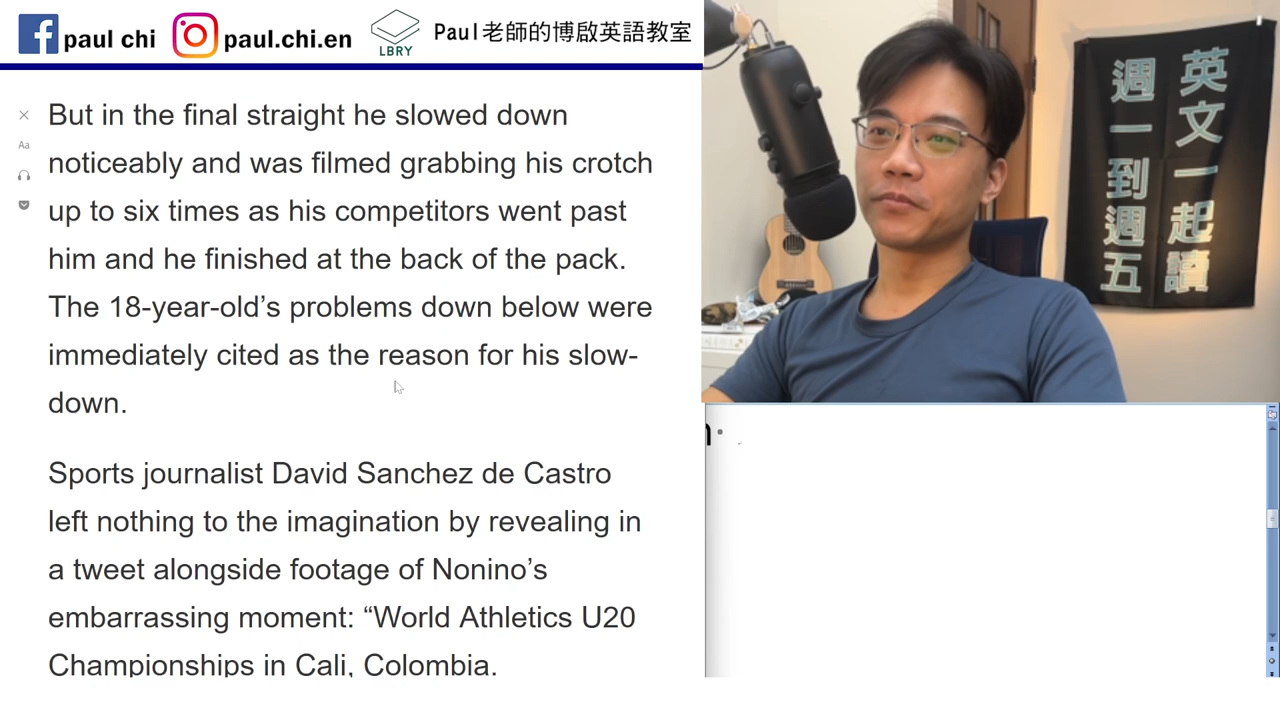 paul chi
paul.chi.en
LBRY
Paul老師的博啟英語教室
Aa
But in the final straight he slowed down
noticeably and was filmed grabbing his crotch
up to six times as his competitors went past
him and he finished at the back of the pack.
The 18-year-old’s problems down below were
immediately cited as the reason for his slow-
down.
Sports journalist David Sanchez de Castro
left nothing to the imagination by revealing in
a tweet alongside footage of Nonino’s
embarrassing moment: “World Athletics U20
Championships in Cali, Colombia.
英文一起讀
週一到週五